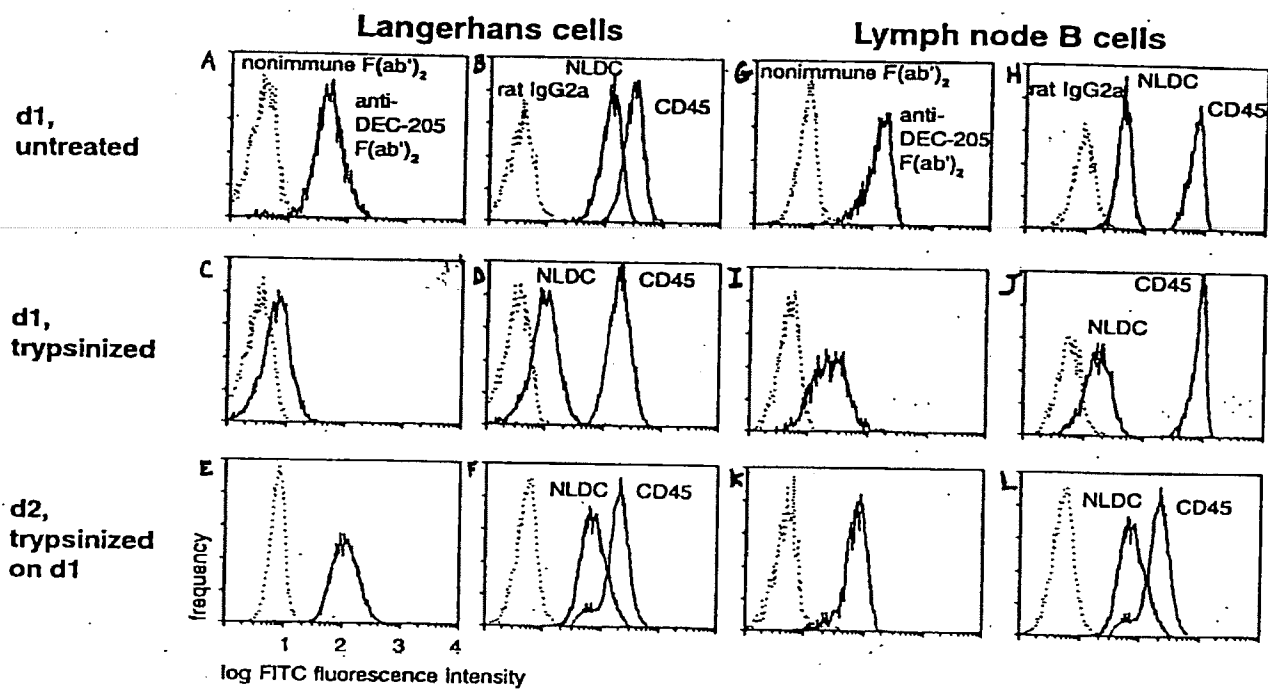 Langerhans cells
Lymph node B cells
d1,
untreated
A
nonimmune F(ab')₂
anti-
DEC-205
F(ab')₂
B
NLDC
rat IgG2a
CD45
G
nonimmune F(ab')₂
anti-
DEC-205
F(ab')₂
H
NLDC
rat IgG2a
CD45
d1,
trypsinized
C
D
NLDC
CD45
I
J
CD45
NLDC
d2,
trypsinized
on d1
E
F
NLDC
CD45
K
L
NLDC
CD45
frequency
1 2 3 4
log FITC fluorescence intensity